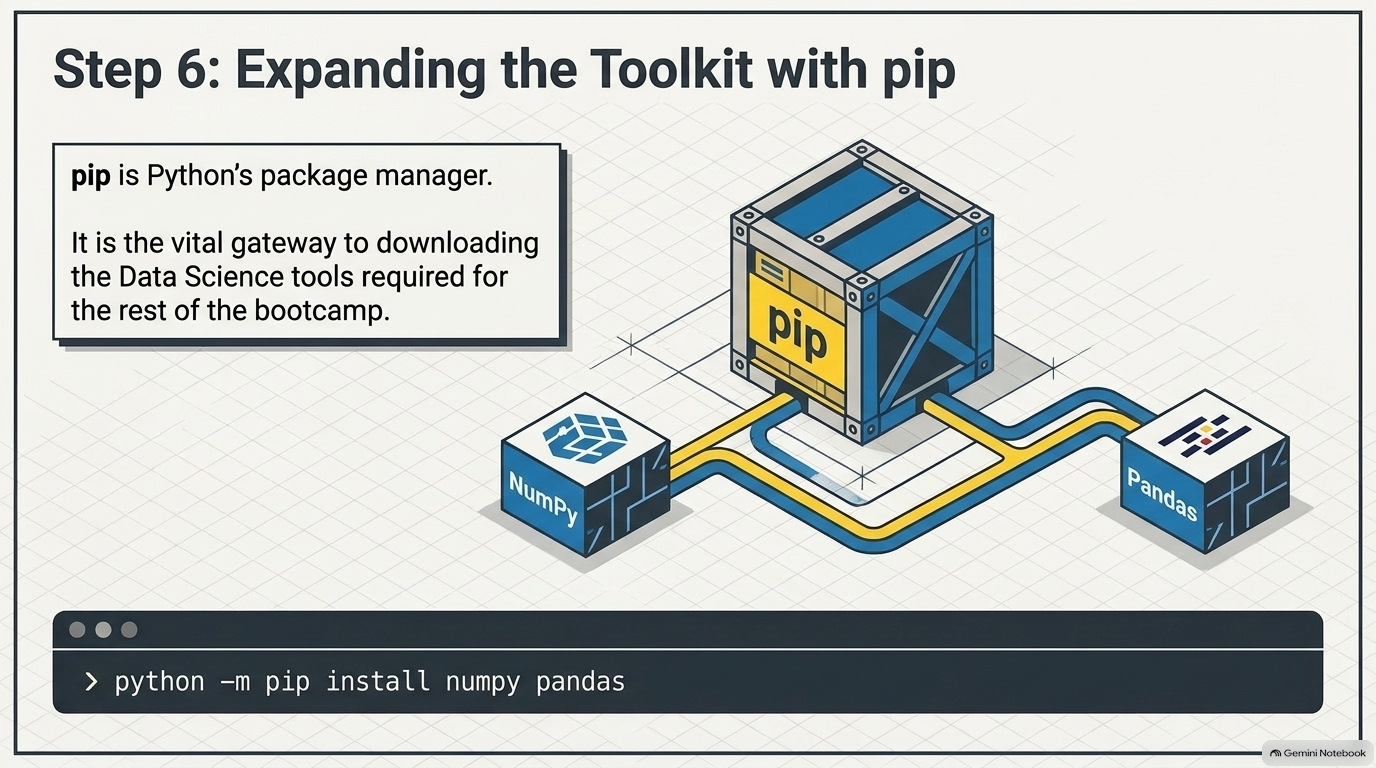 Step 6: Expanding the Toolkit with pip
pip is Python’s package manager.
It is the vital gateway to downloading
the Data Science tools required for
the rest of the bootcamp.
pip
NumPy
Pandas
❯ python -m pip install numpy pandas
Gemini Notebook